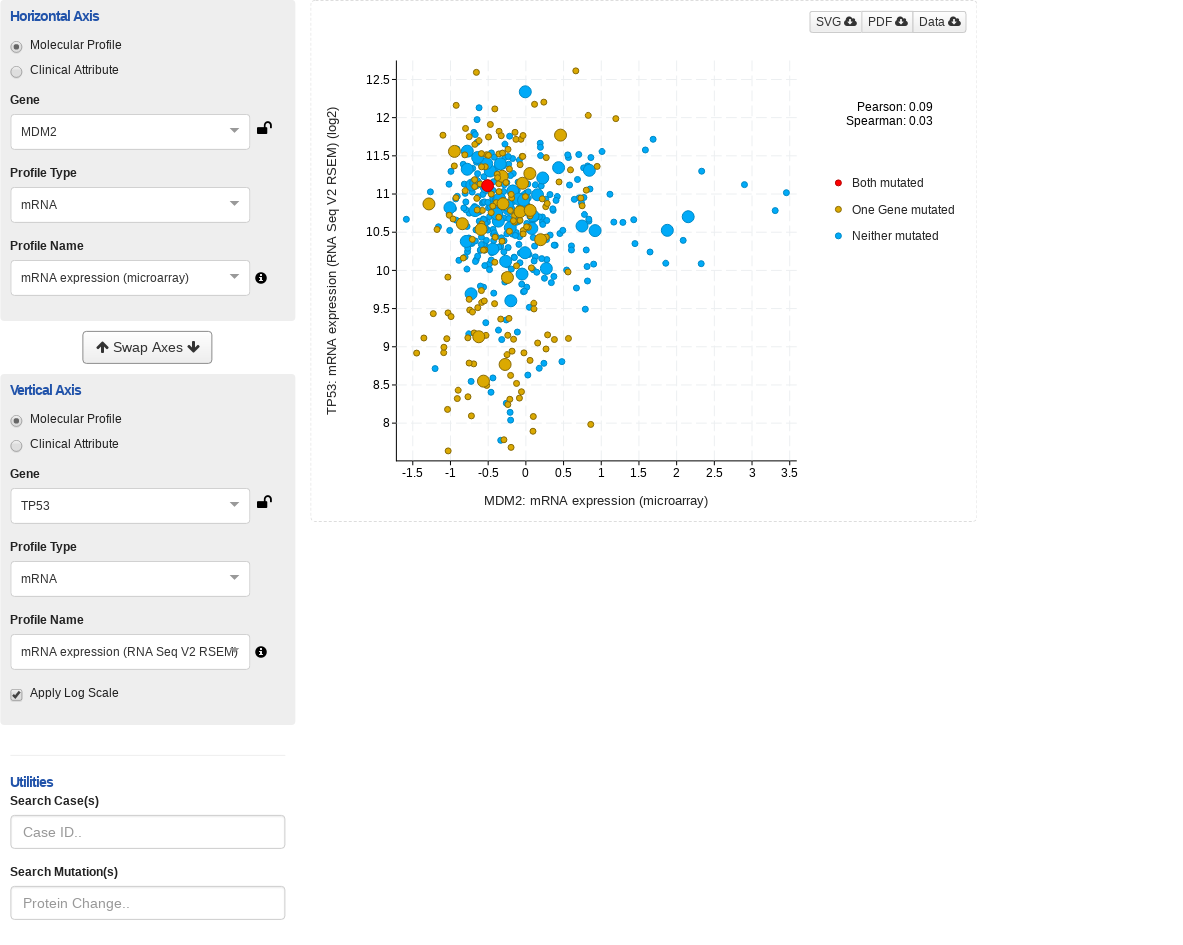 Horizontal Axis
Molecular Profile
Clinical Attribute
Gene
MDM2
Profile Type
mRNA
Profile Name
mRNA expression (microarray)
Swap Axes
Vertical Axis
Molecular Profile
Clinical Attribute
Gene
TP53
Profile Type
mRNA
Profile Name
mRNA expression (RNA Seq V2 RSEM)
Apply Log Scale
Utilities
Search Case(s)
Case ID..
Search Mutation(s)
Protein Change..
SVG PDF Data
Pearson: 0.09
Spearman: 0.03
Both mutated
One Gene mutated
Neither mutated
TP53: mRNA expression (RNA Seq V2 RSEM) (log2)
12.5
12
11.5
11
10.5
10
9.5
9
8.5
8
-1.5 -1 -0.5 0 0.5 1 1.5 2 2.5 3 3.5
MDM2: mRNA expression (microarray)